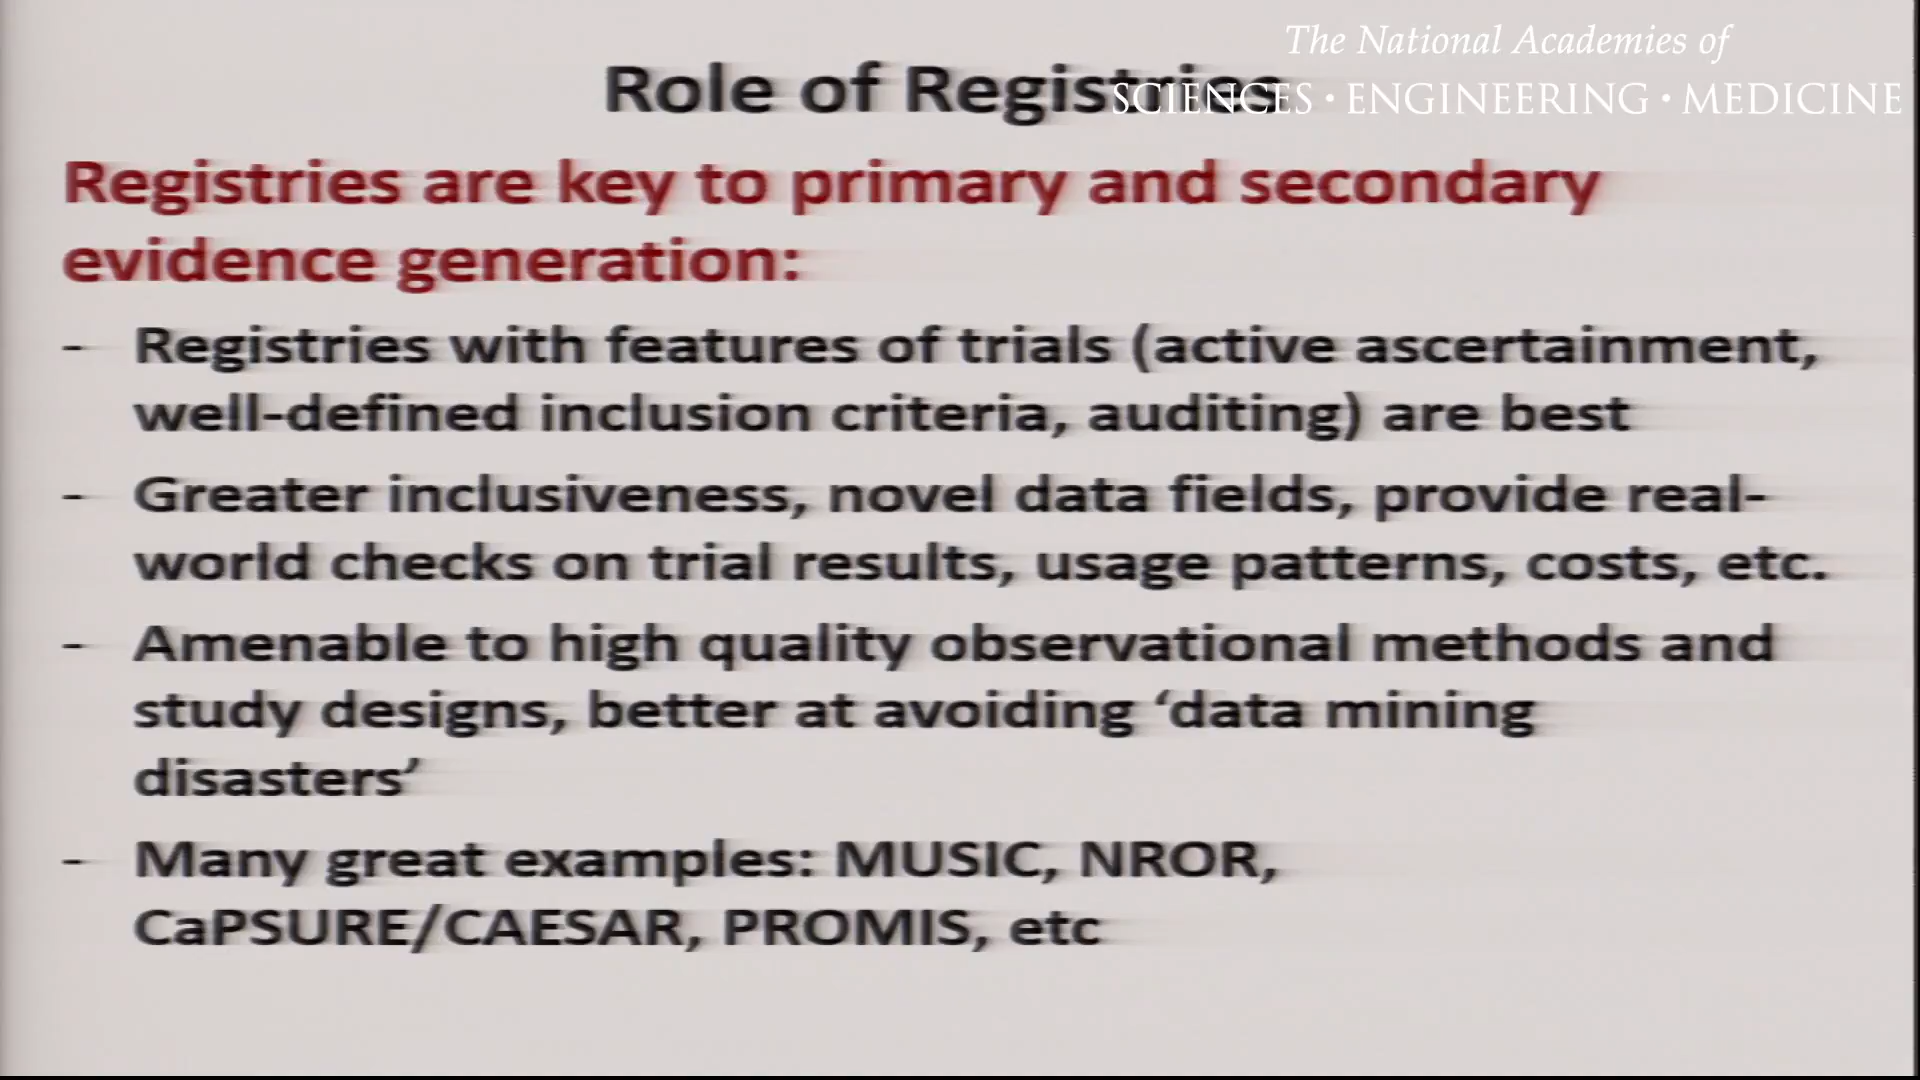 The National Academies of
SCIENCES • ENGINEERING • MEDICINE
Role of Registries
Registries are key to primary and secondary
evidence generation:
- Registries with features of trials (active ascertainment,
well-defined inclusion criteria, auditing) are best
- Greater inclusiveness, novel data fields, provide real-
world checks on trial results, usage patterns, costs, etc.
- Amenable to high quality observational methods and
study designs, better at avoiding ‘data mining
disasters’
- Many great examples: MUSIC, NROR,
CaPSURE/CAESAR, PROMIS, etc